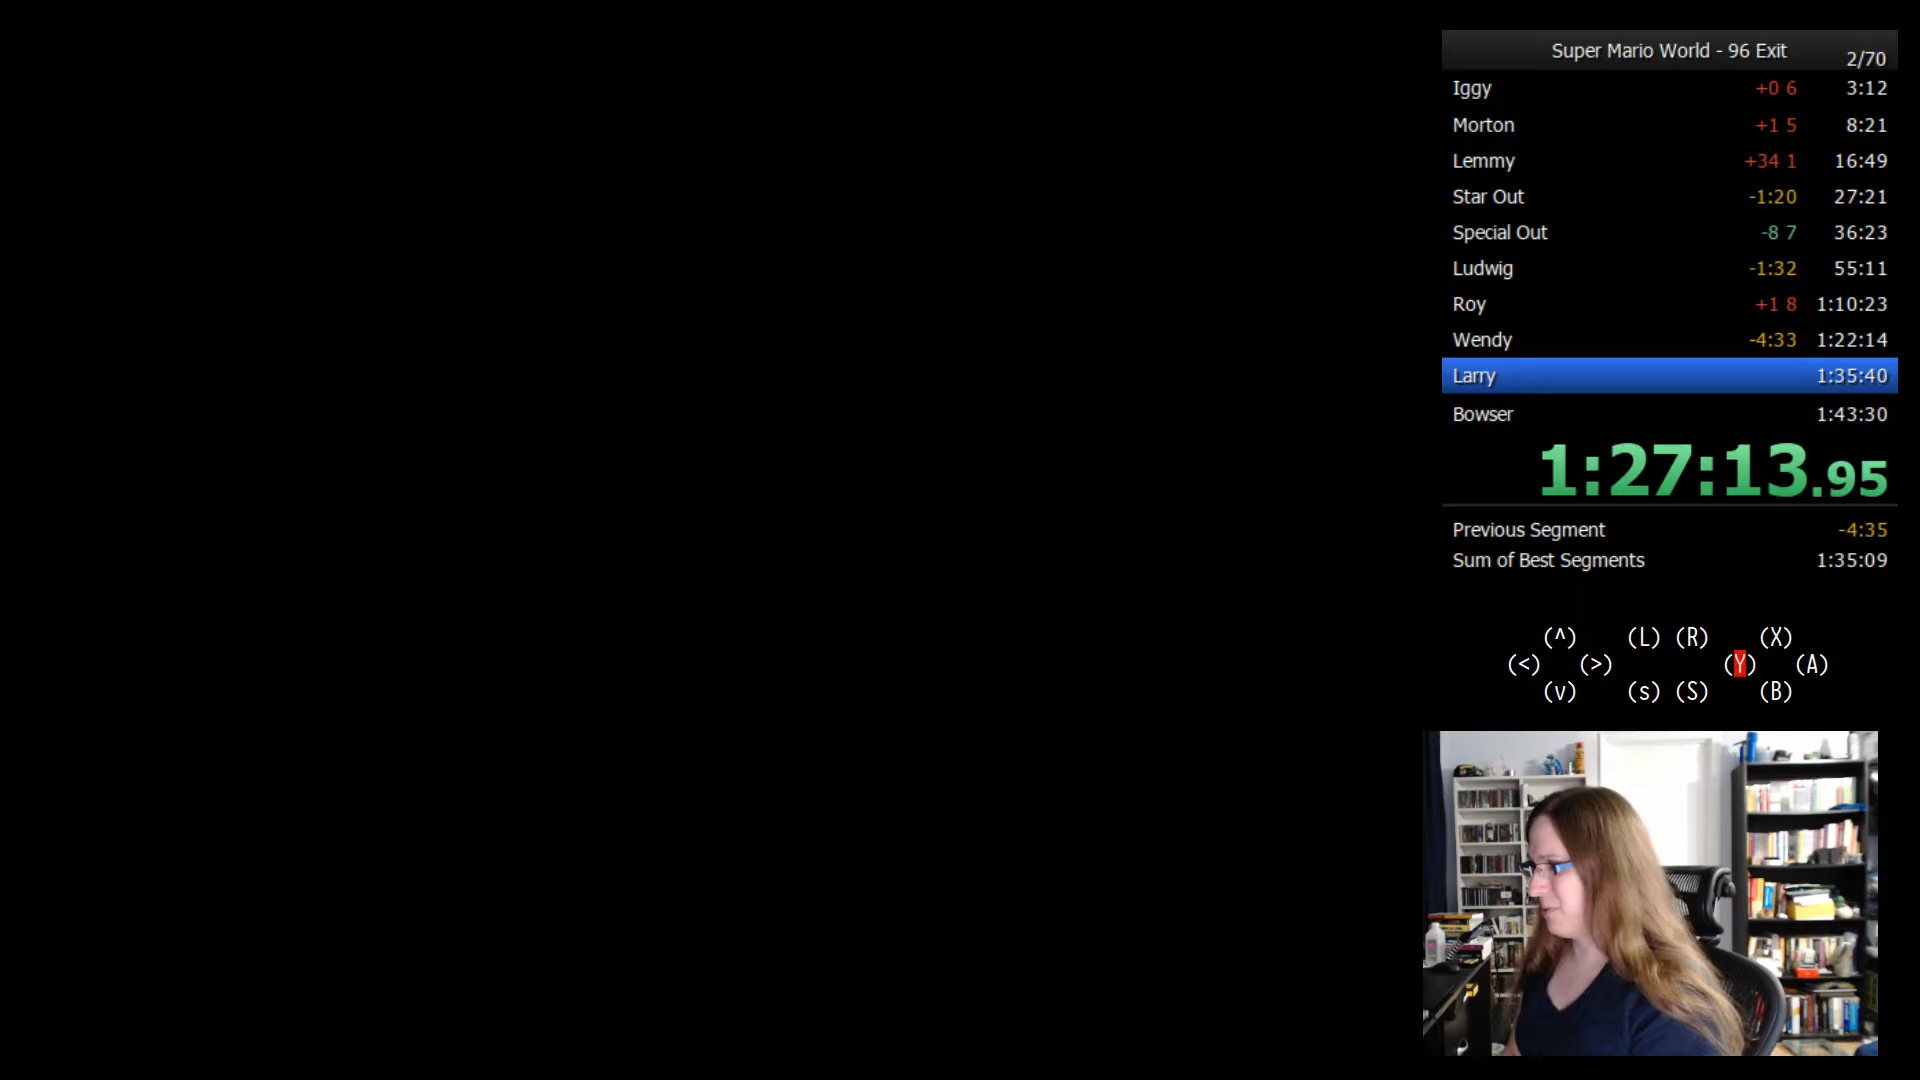 Super Mario World - 96 Exit 2/70
Iggy +0 6 3:12
Morton +1 5 8:21
Lemmy +34 1 16:49
Star Out -1:20 27:21
Special Out -8 7 36:23
Ludwig -1:32 55:11
Roy +1 8 1:10:23
Wendy -4:33 1:22:14
Larry 1:35:40
Bowser 1:43:30
1:27:13.95
Previous Segment -4:35
Sum of Best Segments 1:35:09
(^) (L) (R) (X)
(<) (>) (Y) (A)
(v) (s) (S) (B)